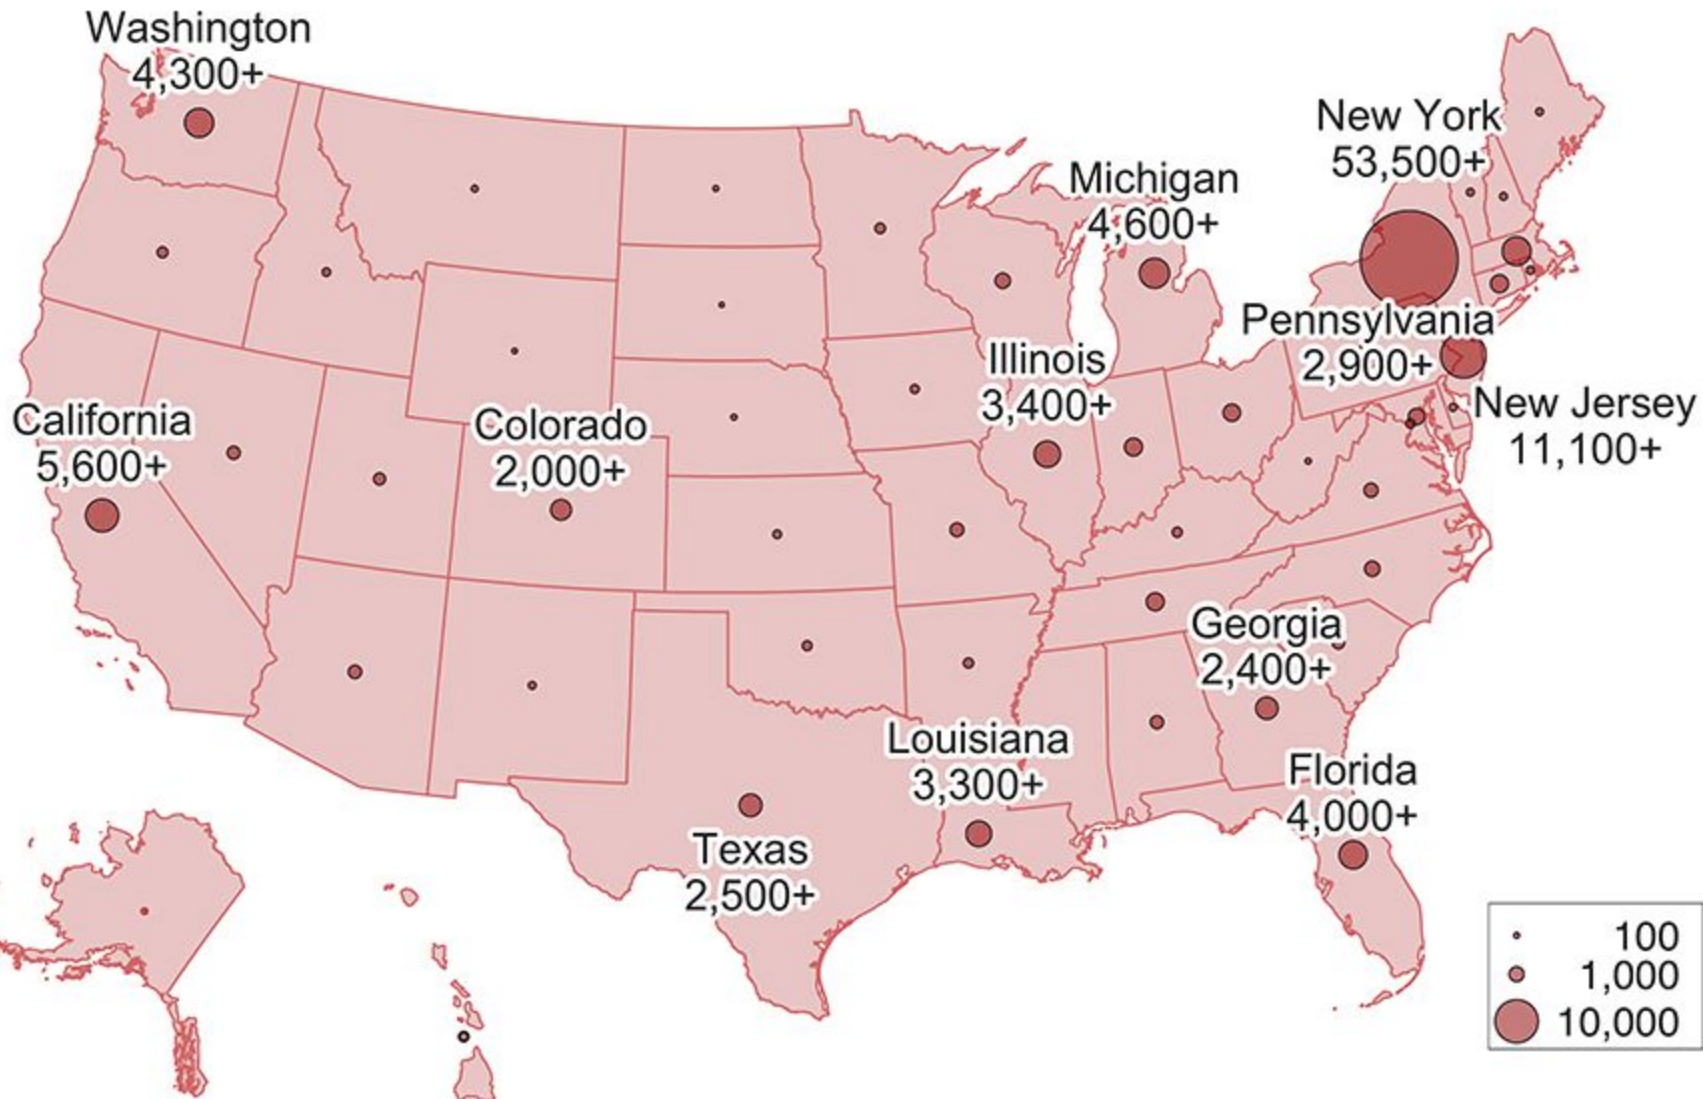 Washington
4,300+
New York
53,500+
Michigan
4,600+
Pennsylvania
2,900+
Illinois
3,400+
New Jersey
11,100+
California
5,600+
Colorado
2,000+
Georgia
2,400+
Louisiana
3,300+
Florida
4,000+
Texas
2,500+
100
1,000
10,000